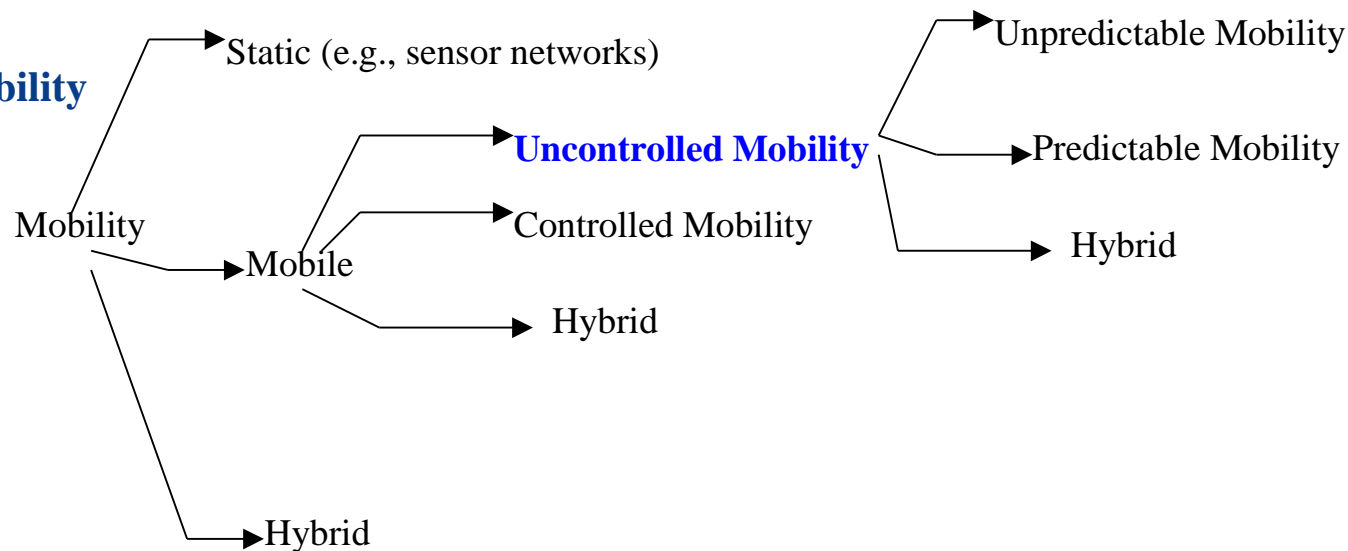 Unpredictable Mobility
Static (e.g., sensor networks)
bility
Uncontrolled Mobility
Predictable Mobility
Mobility
Controlled Mobility
Hybrid
Mobile
Hybrid
Hybrid